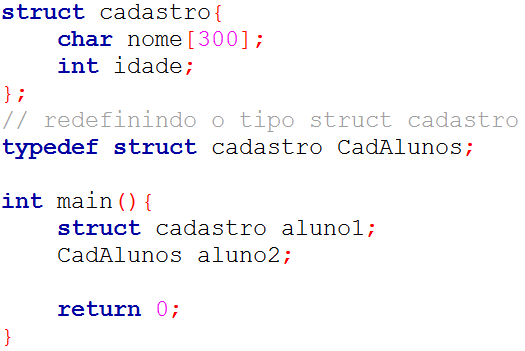 struct cadastro{
    char nome[300];
    int idade;
};
// redefinindo o tipo struct cadastro
typedef struct cadastro CadAlunos;

int main(){
    struct cadastro aluno1;
    CadAlunos aluno2;

    return 0;
}